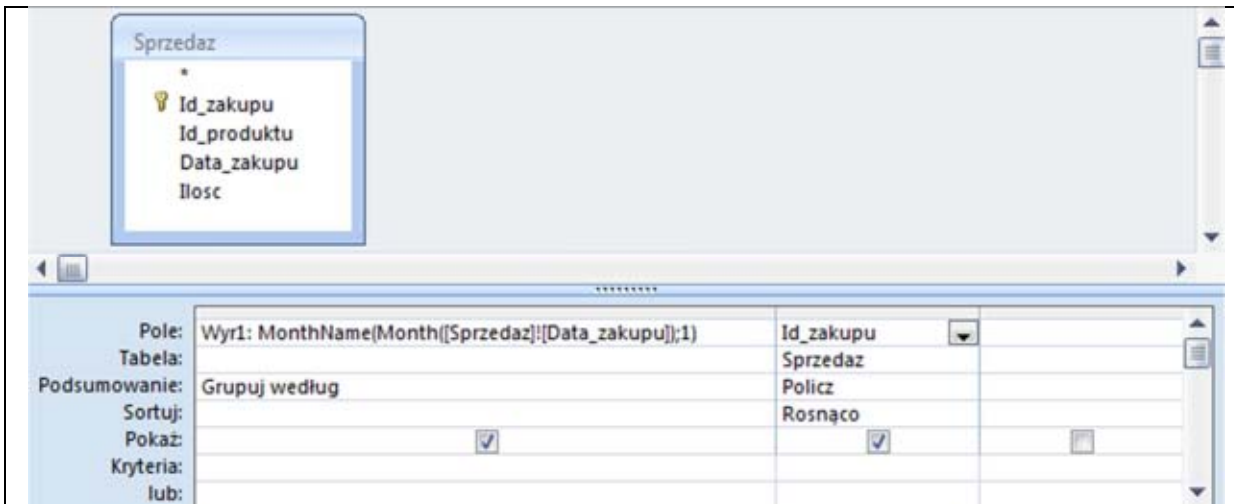 Sprzedaz
*
Id_zakupu
Id_produktu
Data_zakupu
Ilosc
Pole: Wyr1: MonthName(Month([Sprzedaz]![Data_zakupu]);1) Id_zakupu
Tabela: Sprzedaz
Podsumowanie: Grupuj według Policz
Sortuj: Rosnąco
Pokaż:
Kryteria:
lub: